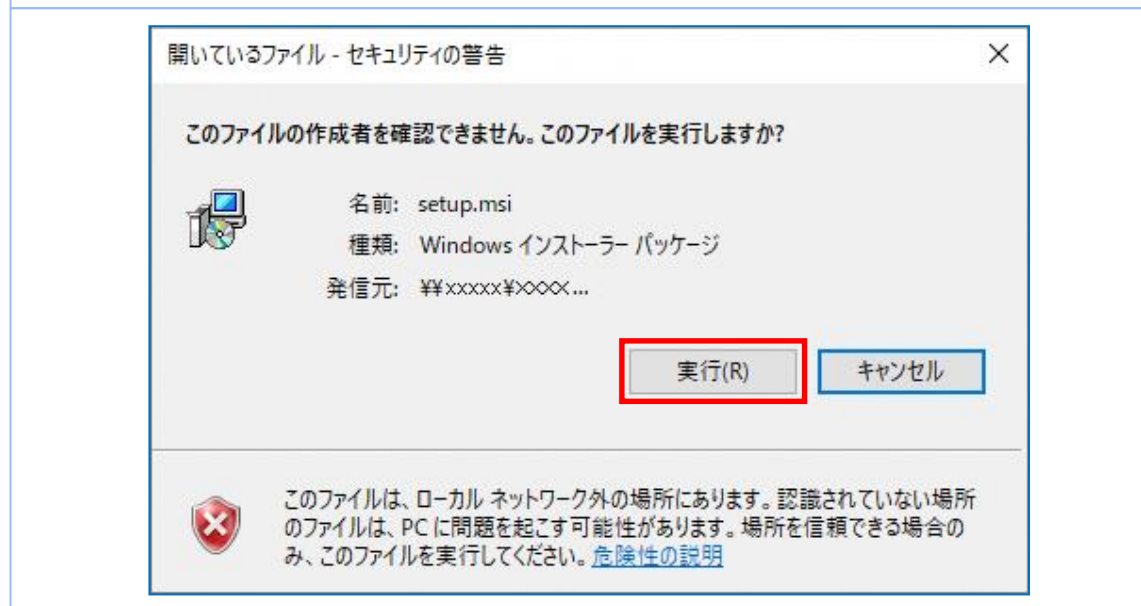 開いているファイル - セキュリティの警告
このファイルの作成者を確認できません。このファイルを実行しますか?
名前: setup.msi
種類: Windows インストーラー パッケージ
発信元: ¥¥xxxxx¥xxxx...
実行(R) キャンセル
このファイルは、ローカル ネットワーク外の場所にあります。認識されていない場所
のファイルは、PC に問題を起こす可能性があります。場所を信頼できる場合の
み、このファイルを実行してください。危険性の説明